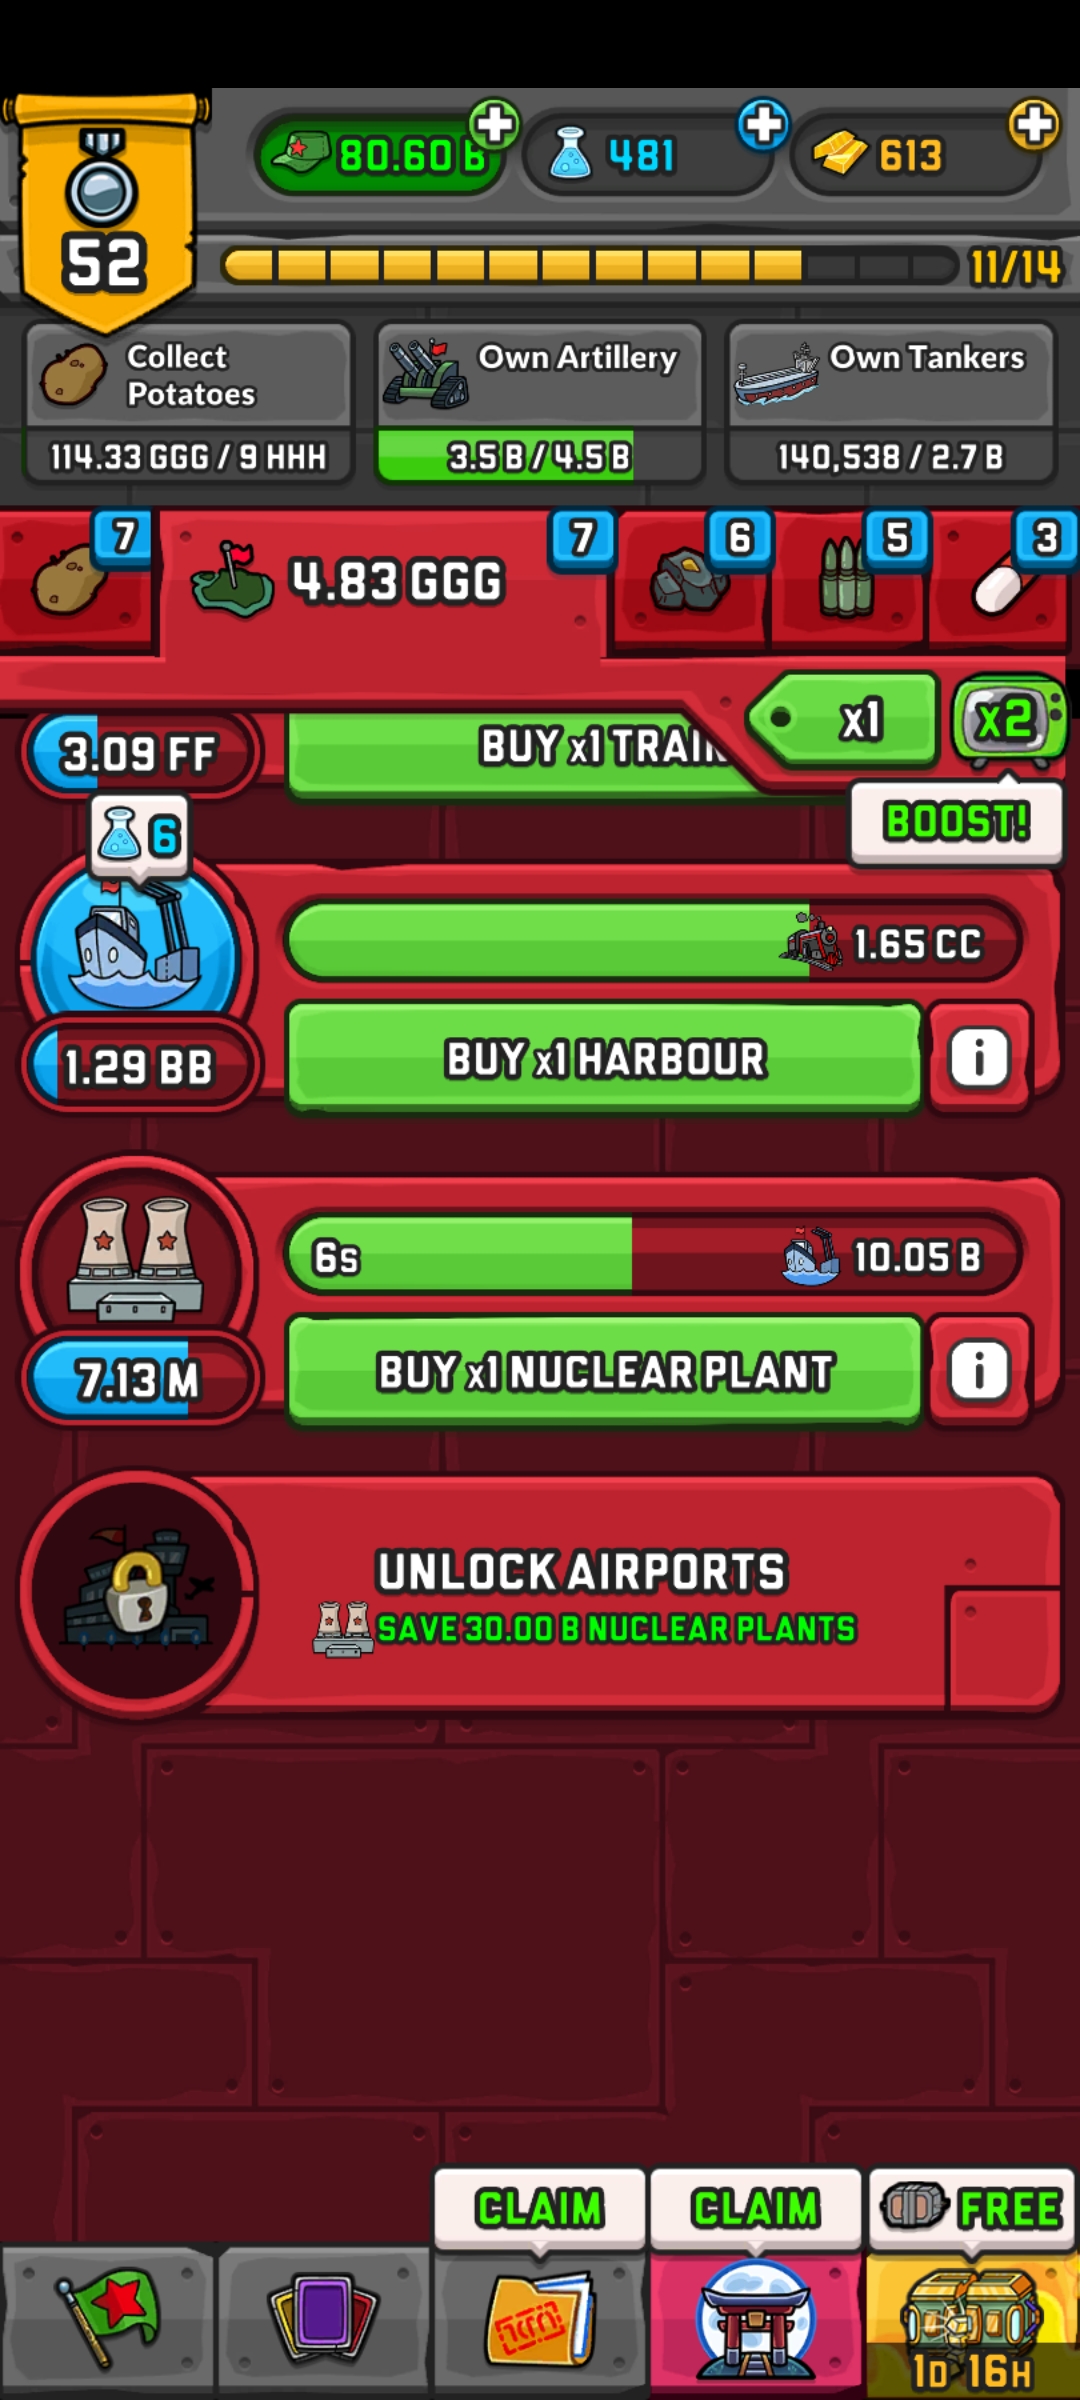 80.60 B
481
613
52
11/14
Collect
Potatoes
114.33 GGG / 9 HHH
Own Artillery
3.5 B / 4.5 B
Own Tankers
140,538 / 2.7 B
7
4.83 GGG
7
6
5
3
x1
x2
BOOST!
3.09 FF
BUY x1 TRAIN
6
1.65 CC
1.29 BB
BUY x1 HARBOUR
i
6s
10.05 B
7.13 M
BUY x1 NUCLEAR PLANT
i
UNLOCK AIRPORTS
SAVE 30.00 B NUCLEAR PLANTS
CLAIM
CLAIM
FREE
1D 16H